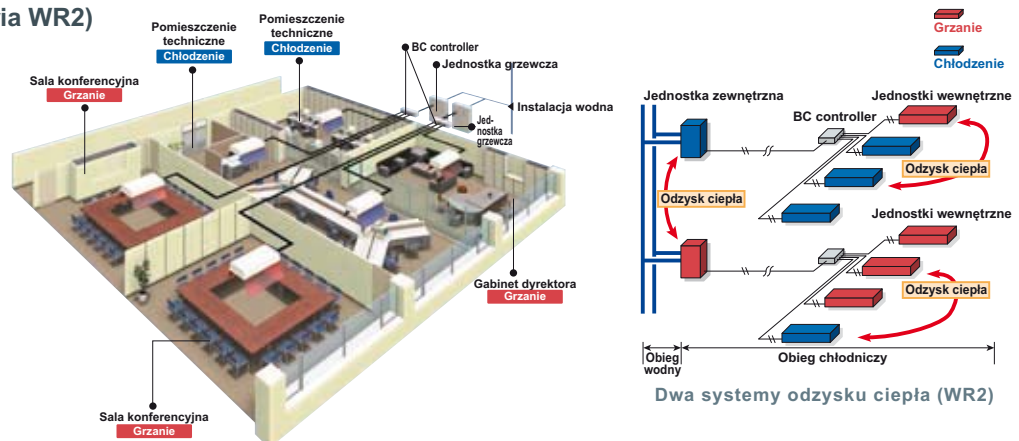 ia WR2)
Pomieszczenie
techniczne
Chłodzenie
Pomieszczenie
techniczne
Chłodzenie
BC controller
Jednostka grzewcza
Sala konferencyjna
Grzanie
Instalacja wodna
Jed-
nostka
grzewcza
Gabinet dyrektora
Grzanie
Sala konferencyjna
Grzanie
Grzanie
Chłodzenie
Jednostka zewnętrzna
Jednostki wewnętrzne
BC controller
Odzysk ciepła
Odzysk ciepła
Jednostki wewnętrzne
Odzysk ciepła
Obieg
wodny
Obieg chłodniczy
Dwa systemy odzysku ciepła (WR2)